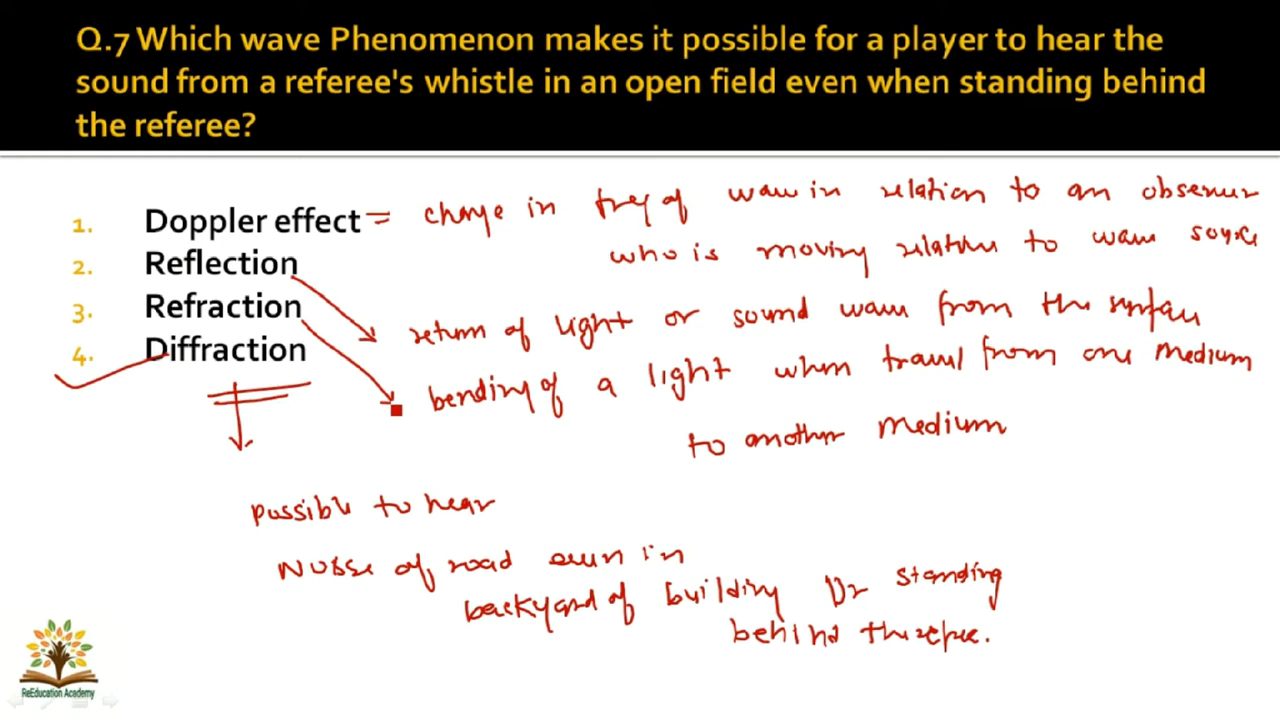 Q.7 Which wave Phenomenon makes it possible for a player to hear the
sound from a referee's whistle in an open field even when standing behind
the referee?
1. Doppler effect = change in freq of wave in relation to an observer
who is moving relative to wave source
2. Reflection
3. Refraction
4. Diffraction
return of light or sound wave from the surface
bending of a light when travel from one medium
to another medium
possible to hear
of road even in
backyard of building Or standing
behind
ReEducation Academy